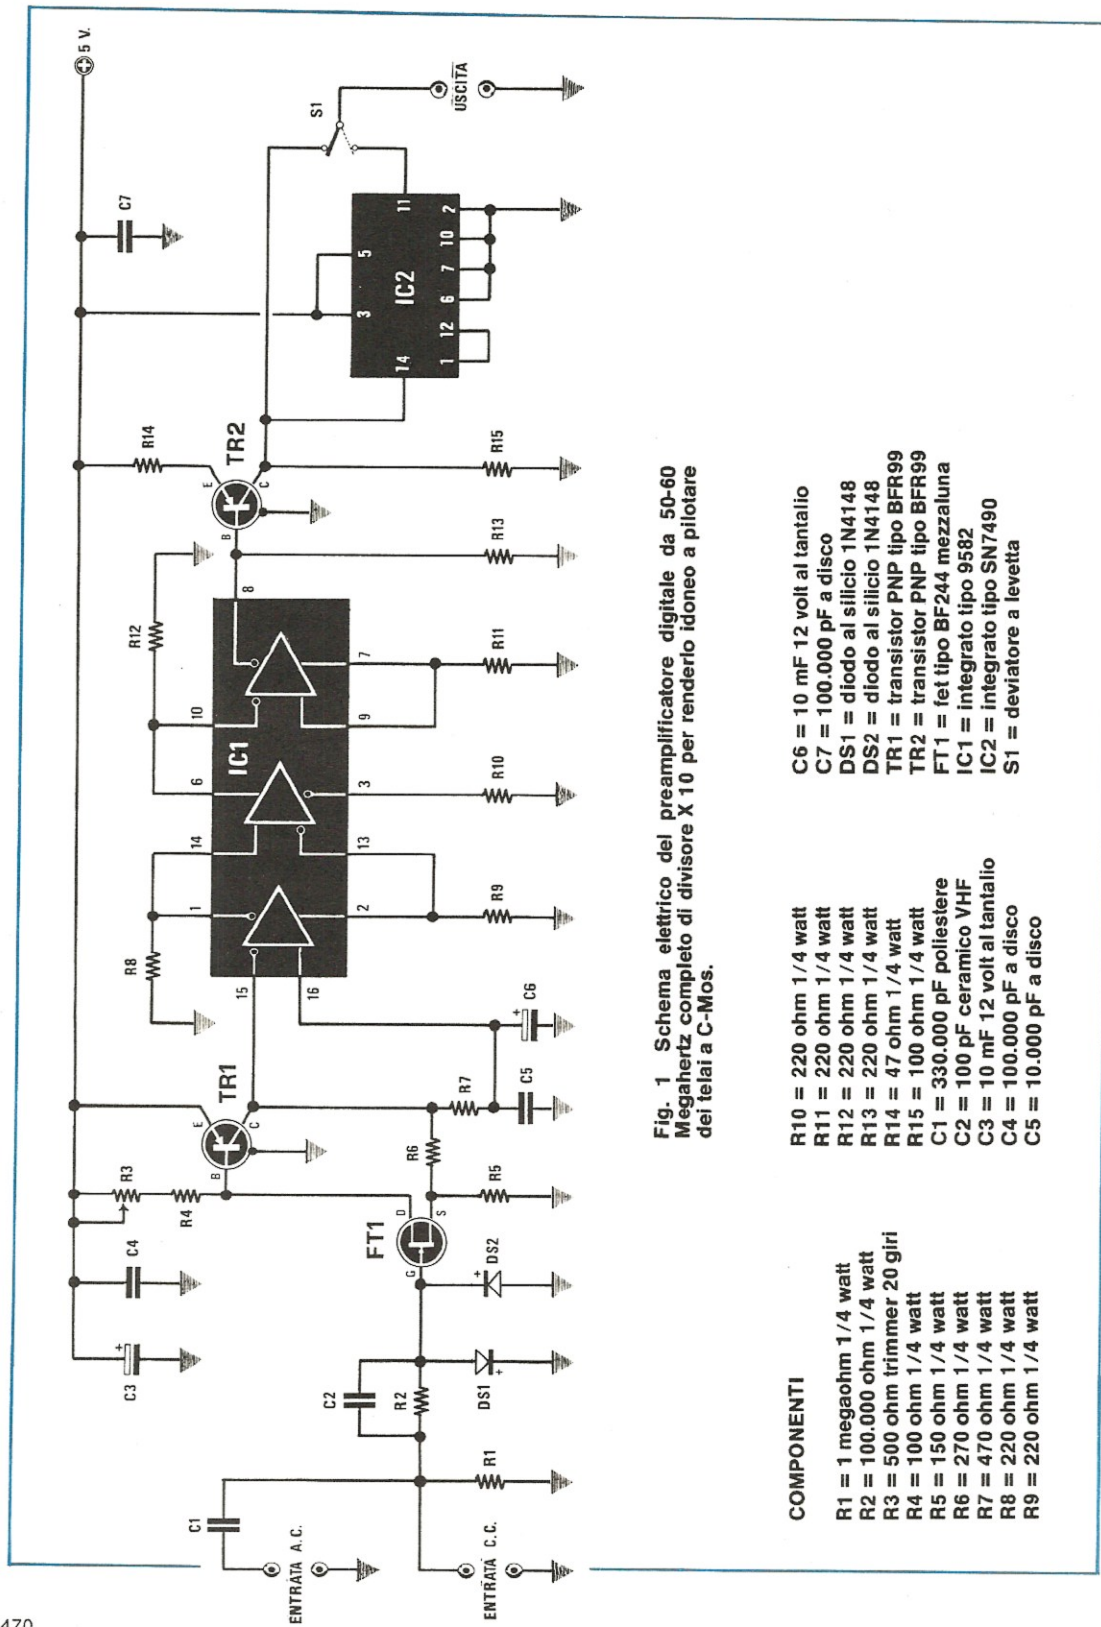 470
5 V.
C7
S1
USCITA
R14
TR2
E
B
C
R15
R13
IC2
3
5
14
11
1
12
6
7
10
2
R12
8
R11
IC1
10
7
9
6
3
R10
14
13
1
2
R9
R8
15
16
C6
+
TR1
E
B
C
R7
C5
R6
R3
R4
R5
FT1
D
S
G
DS2
+
C4
C3
+
C2
R2
DS1
+
C1
R1
ENTRATA A.C.
ENTRATA C.C.
Fig. 1 Schema elettrico del preamplificatore digitale da 50-60
Megahertz completo di divisore X 10 per renderlo idoneo a pilotare
dei telai a C-Mos.
COMPONENTI
R1 = 1 megaohm 1/4 watt
R2 = 100.000 ohm 1/4 watt
R3 = 500 ohm trimmer 20 giri
R4 = 100 ohm 1/4 watt
R5 = 150 ohm 1/4 watt
R6 = 270 ohm 1/4 watt
R7 = 470 ohm 1/4 watt
R8 = 220 ohm 1/4 watt
R9 = 220 ohm 1/4 watt
R10 = 220 ohm 1/4 watt
R11 = 220 ohm 1/4 watt
R12 = 220 ohm 1/4 watt
R13 = 220 ohm 1/4 watt
R14 = 47 ohm 1/4 watt
R15 = 100 ohm 1/4 watt
C1 = 330.000 pF poliestere
C2 = 100 pF ceramico VHF
C3 = 10 mF 12 volt al tantalio
C4 = 100.000 pF a disco
C5 = 10.000 pF a disco
C6 = 10 mF 12 volt al tantalio
C7 = 100.000 pF a disco
DS1 = diodo al silicio 1N4148
DS2 = diodo al silicio 1N4148
TR1 = transistor PNP tipo BFR99
TR2 = transistor PNP tipo BFR99
FT1 = fet tipo BF244 mezzaluna
IC1 = integrato tipo 9582
IC2 = integrato tipo SN7490
S1 = deviatore a levetta